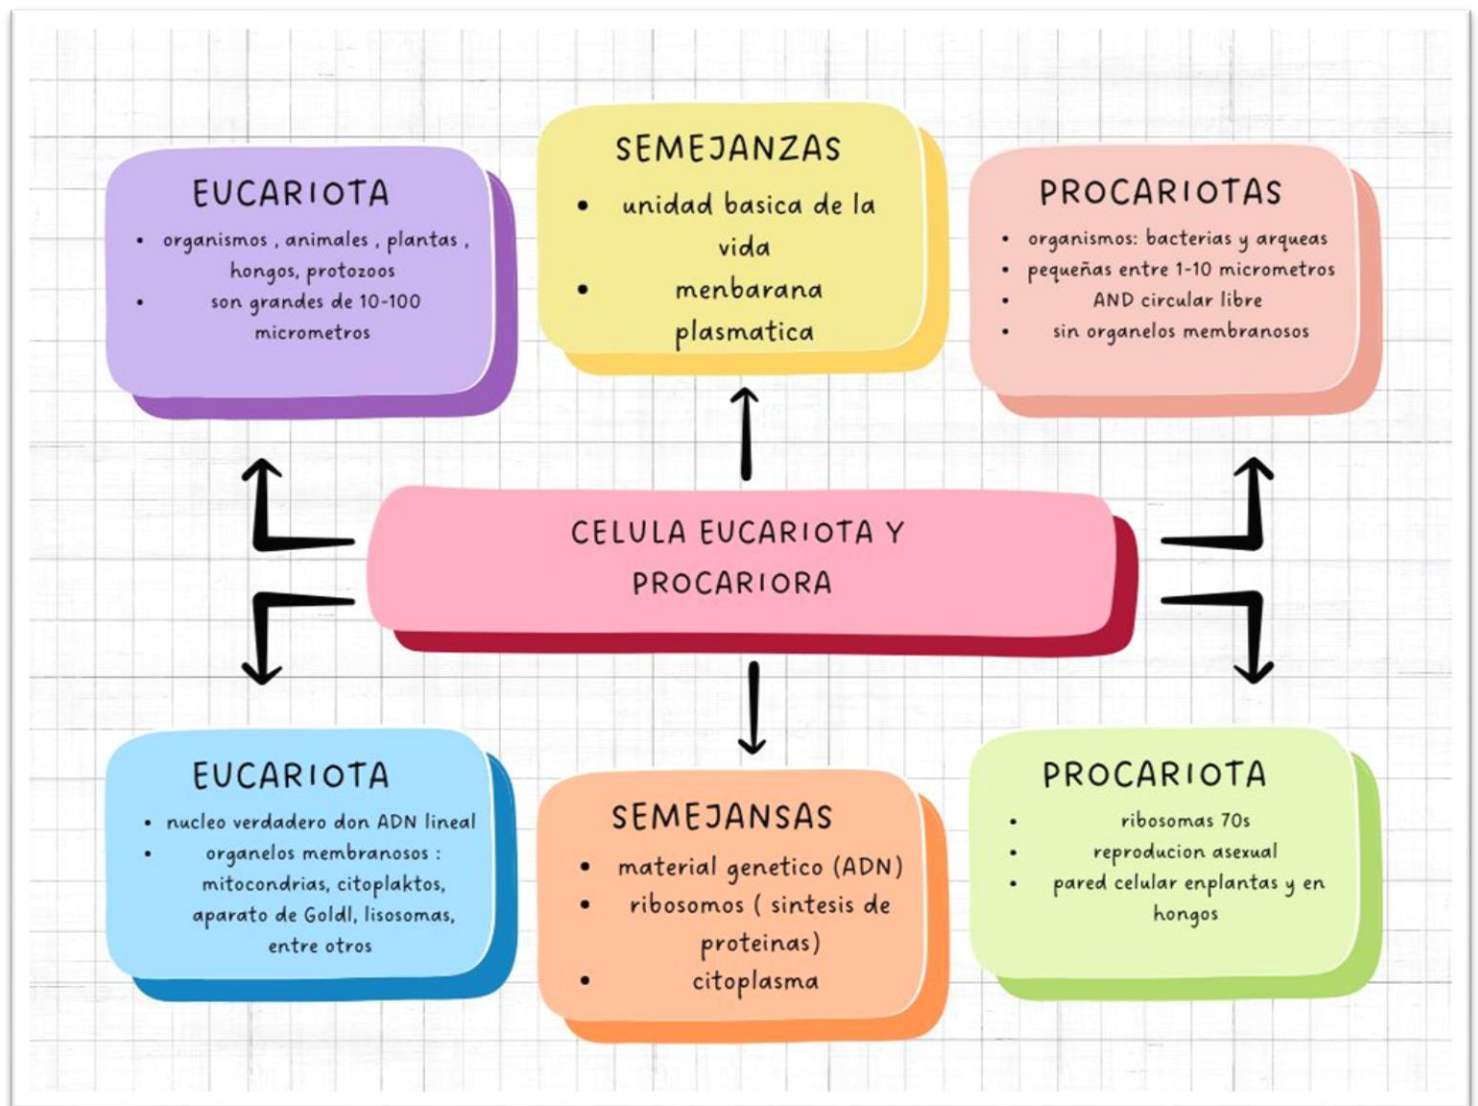 EUCARIOTA
• organismos , animales , plantas ,
hongos, protozoos
• son grandes de 10-100
micrometros
SEMEJANZAS
• unidad basica de la
vida
• menbarana
plasmatica
PROCARIOTAS
• organismos: bacterias y arqueas
• pequeñas entre 1-10 micrometros
• AND circular libre
• sin organelos membranosos
CELULA EUCARIOTA Y
PROCARIORA
EUCARIOTA
• nucleo verdadero don ADN lineal
• organelos membranosos :
mitocondrias, citoplaktos,
aparato de Goldl, lisosomas,
entre otros
SEMEJANSAS
• material genetico (ADN)
• ribosomos ( sintesis de
proteinas)
• citoplasma
PROCARIOTA
• ribosomas 70s
• reproducion asexual
• pared celular enplantas y en
hongos